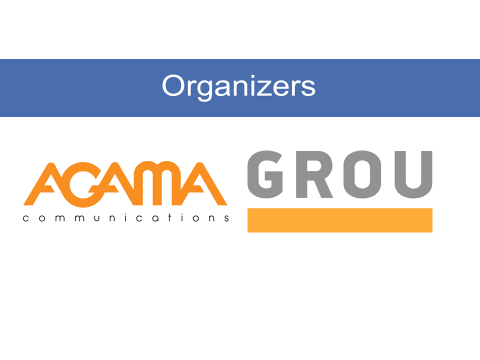 Organizers
AGAMA
communications
GROU